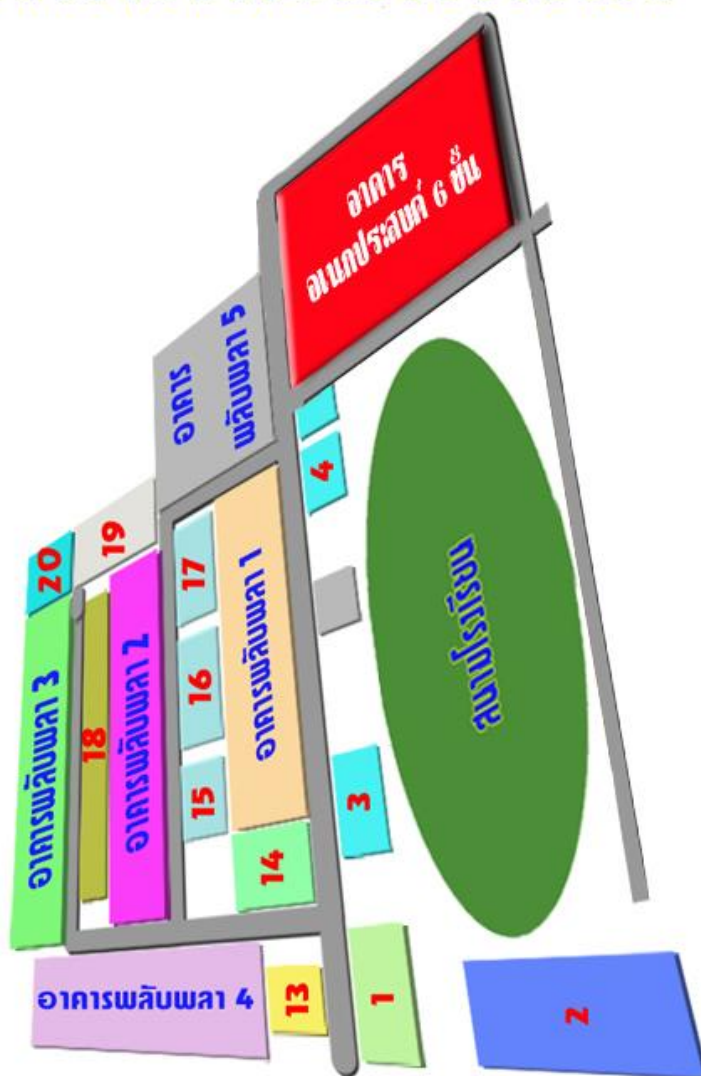 อาคาร
อเนกประสงค์ 6 ชั้น
อาคาร
พลับพลา 5
4
19
20
17
อาคารพลับพลา 1
16
15
อาคารพลับพลา 2
18
อาคารพลับพลา 3
สนามโรงเรียน
3
14
อาคารพลับพลา 4
13
1
2